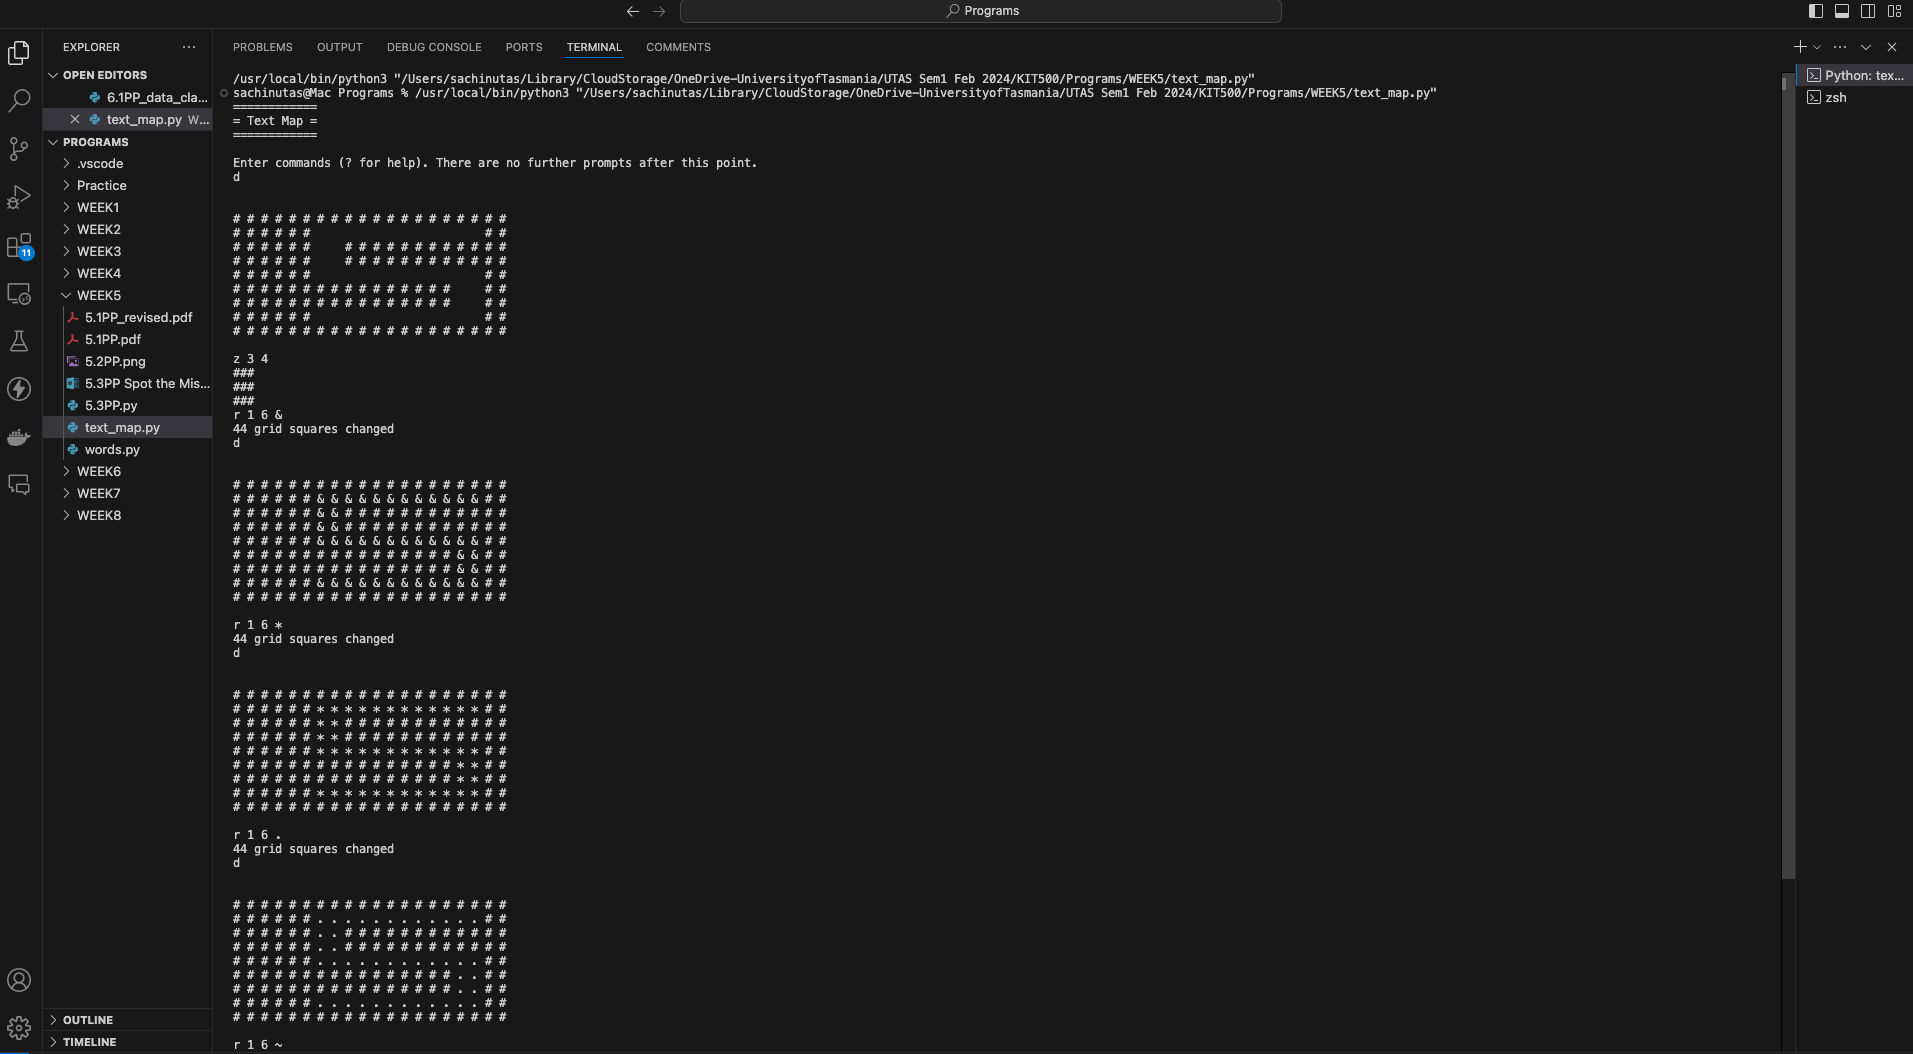 Programs
EXPLORER
OPEN EDITORS
6.1PP_data_cla...
text_map.py W...
PROGRAMS
.vscode
Practice
WEEK1
WEEK2
WEEK3
WEEK4
WEEK5
5.1PP_revised.pdf
5.1PP.pdf
5.2PP.png
5.3PP Spot the Mis...
5.3PP.py
text_map.py
words.py
WEEK6
WEEK7
WEEK8
OUTLINE
TIMELINE
11
PROBLEMS OUTPUT DEBUG CONSOLE PORTS TERMINAL COMMENTS
/usr/local/bin/python3 "/Users/sachinutas/Library/CloudStorage/OneDrive-UniversityofTasmania/UTAS Sem1 Feb 2024/KIT500/Programs/WEEK5/text_map.py"
sachinutas@Mac Programs % /usr/local/bin/python3 "/Users/sachinutas/Library/CloudStorage/OneDrive-UniversityofTasmania/UTAS Sem1 Feb 2024/KIT500/Programs/WEEK5/text_map.py"
============
= Text Map =
============
Enter commands (? for help). There are no further prompts after this point.
d
# # # # # # # # # # # # # # # # # # # #
# # # # # #                         # #
# # # # # #     # # # # # # # # # # # #
# # # # # #     # # # # # # # # # # # #
# # # # # #                         # #
# # # # # # # # # # # # # # # #     # #
# # # # # # # # # # # # # # # #     # #
# # # # # #                         # #
# # # # # # # # # # # # # # # # # # # #
z 3 4
###
###
###
r 1 6 &
44 grid squares changed
d
# # # # # # # # # # # # # # # # # # # #
# # # # # # & & & & & & & & & & & & # #
# # # # # # & & # # # # # # # # # # # #
# # # # # # & & # # # # # # # # # # # #
# # # # # # & & & & & & & & & & & & # #
# # # # # # # # # # # # # # # # & & # #
# # # # # # # # # # # # # # # # & & # #
# # # # # # & & & & & & & & & & & & # #
# # # # # # # # # # # # # # # # # # # #
r 1 6 *
44 grid squares changed
d
# # # # # # # # # # # # # # # # # # # #
# # # # # # * * * * * * * * * * * * # #
# # # # # # * * # # # # # # # # # # # #
# # # # # # * * # # # # # # # # # # # #
# # # # # # * * * * * * * * * * * * # #
# # # # # # # # # # # # # # # # * * # #
# # # # # # # # # # # # # # # # * * # #
# # # # # # * * * * * * * * * * * * # #
# # # # # # # # # # # # # # # # # # # #
r 1 6 .
44 grid squares changed
d
# # # # # # # # # # # # # # # # # # # #
# # # # # # . . . . . . . . . . . . # #
# # # # # # . . # # # # # # # # # # # #
# # # # # # . . # # # # # # # # # # # #
# # # # # # . . . . . . . . . . . . # #
# # # # # # # # # # # # # # # # . . # #
# # # # # # # # # # # # # # # # . . # #
# # # # # # . . . . . . . . . . . . # #
# # # # # # # # # # # # # # # # # # # #
r 1 6 ~
Python: tex...
zsh